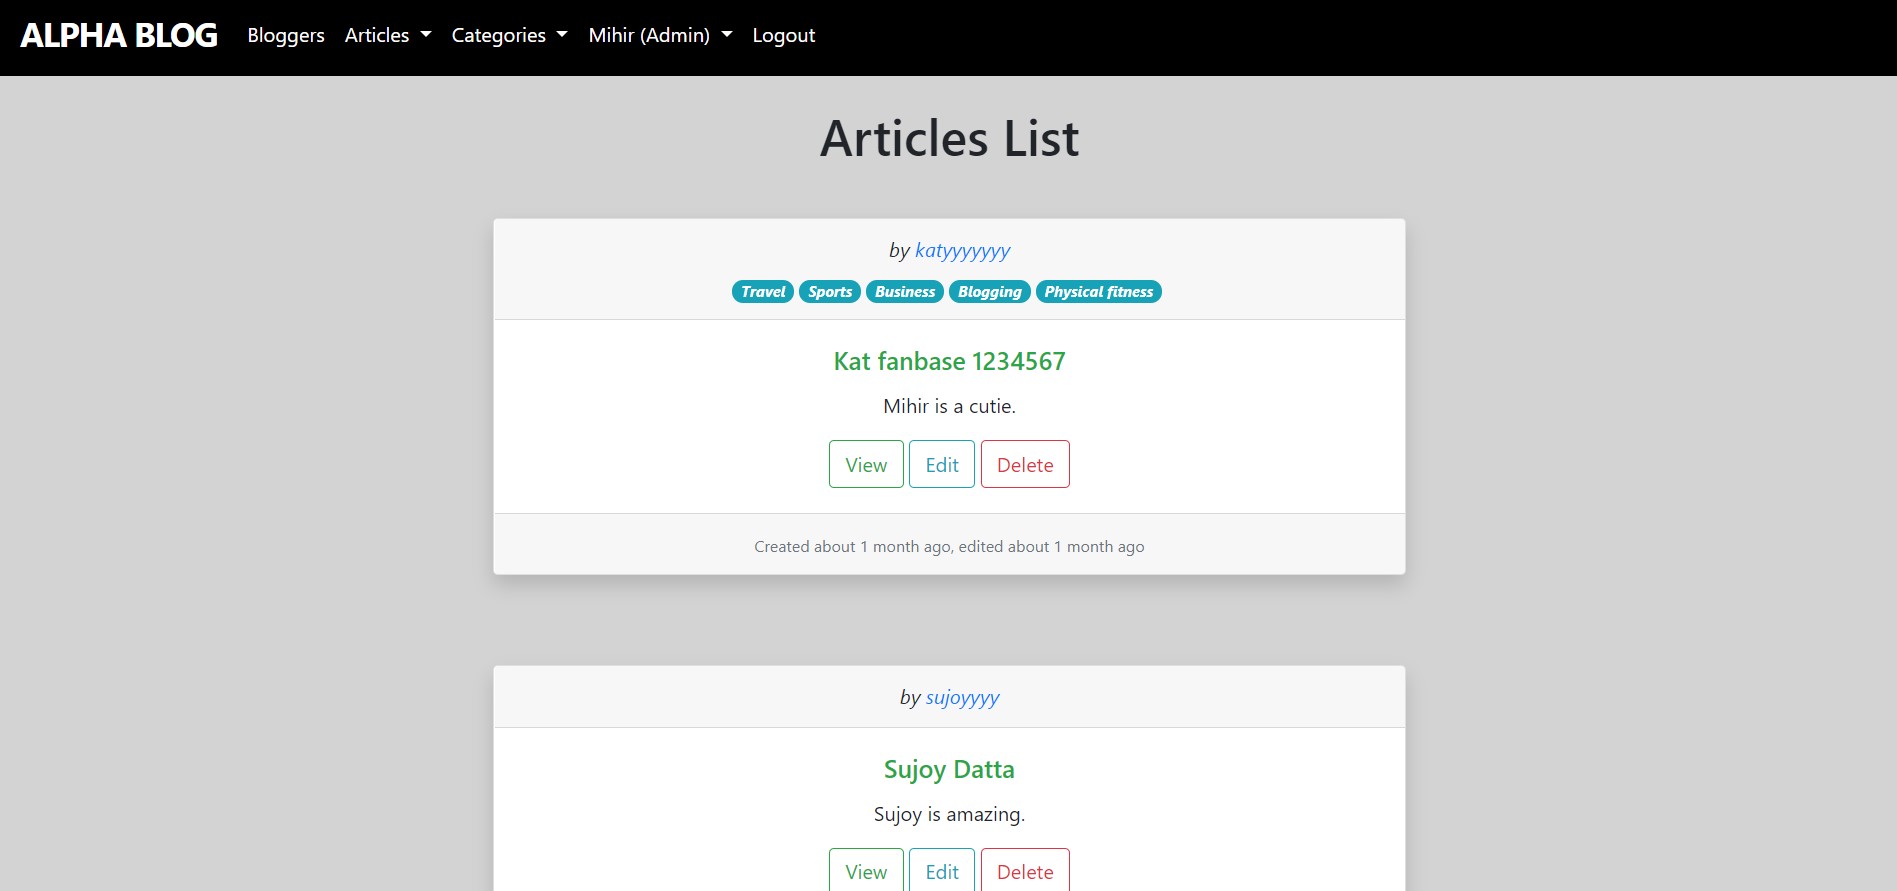 ALPHA BLOG Bloggers Articles Categories Mihir (Admin) Logout
Articles List
by katyyyyyyy
Travel Sports Business Blogging Physical fitness
Kat fanbase 1234567
Mihir is a cutie.
View Edit Delete
Created about 1 month ago, edited about 1 month ago
by sujoyyyy
Sujoy Datta
Sujoy is amazing.
View Edit Delete